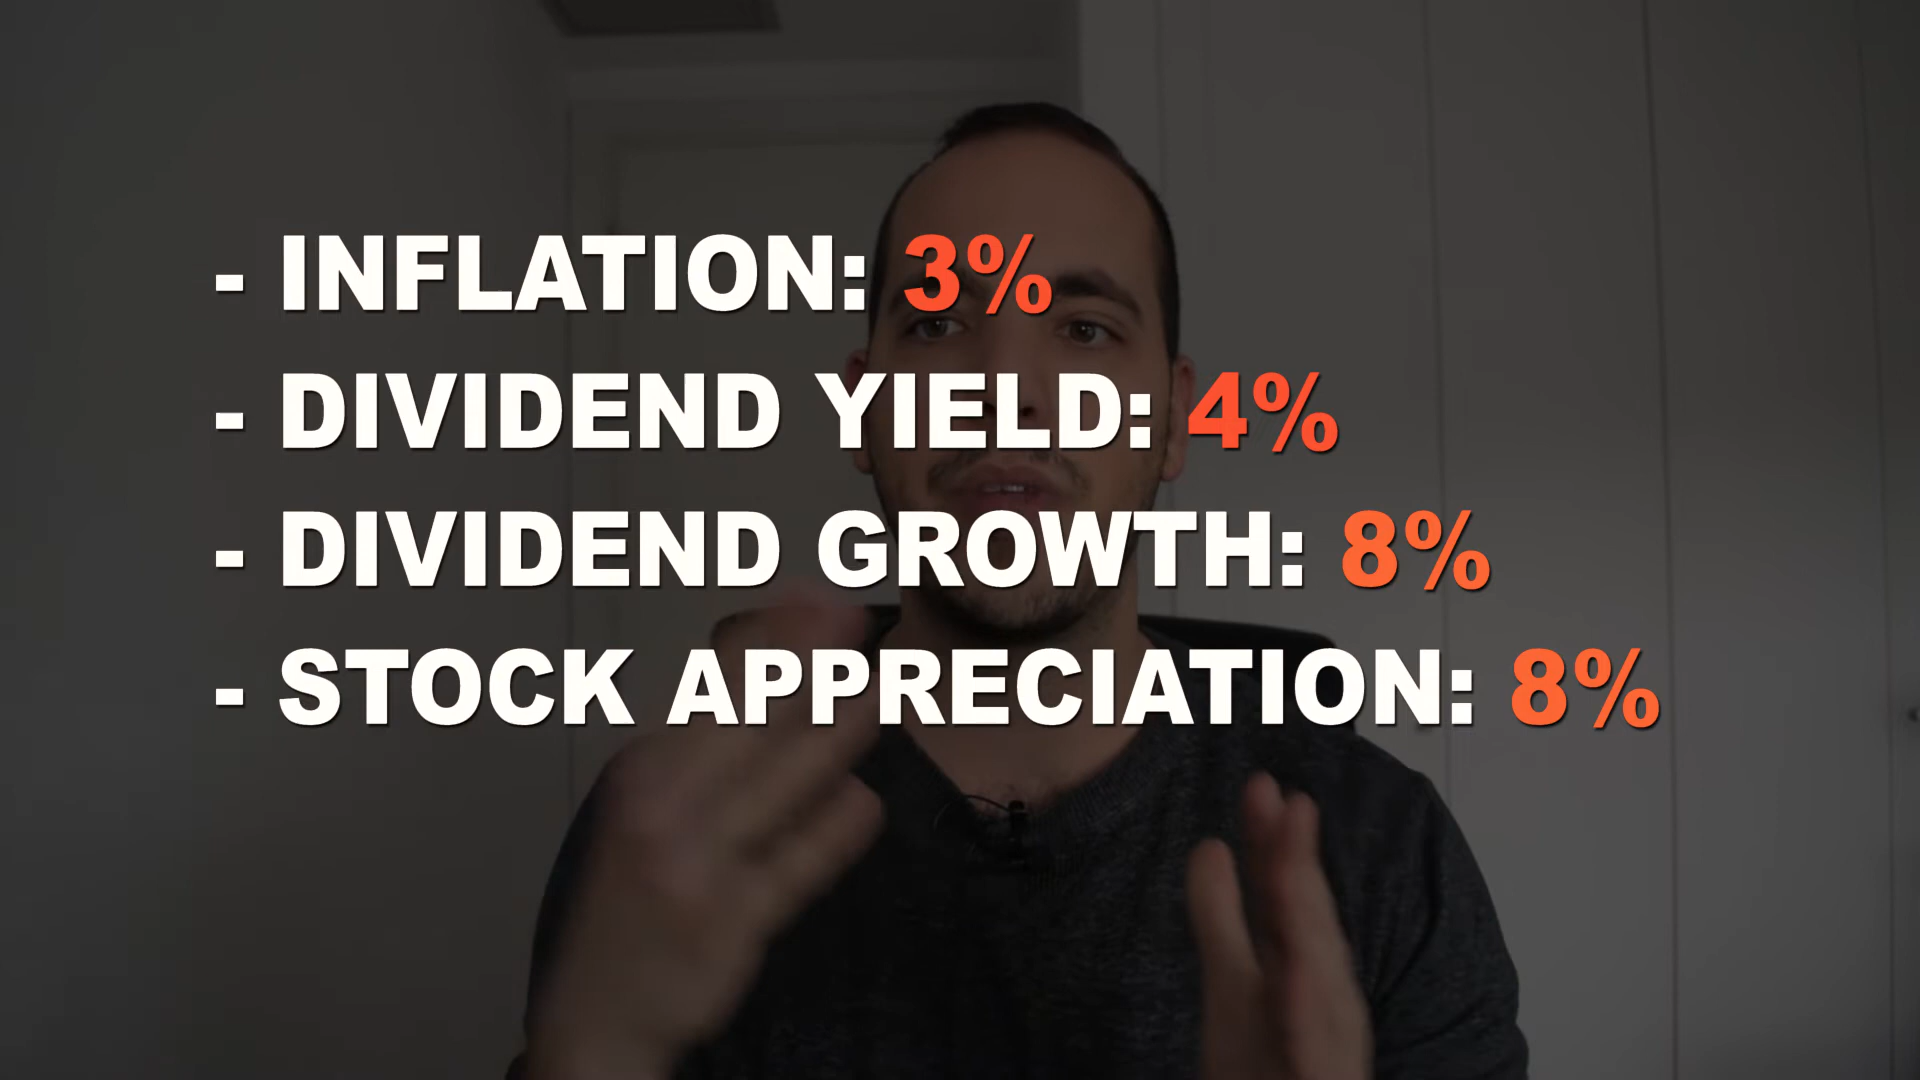 - INFLATION: 3%
- DIVIDEND YIELD: 4%
- DIVIDEND GROWTH: 8%
- STOCK APPRECIATION: 8%